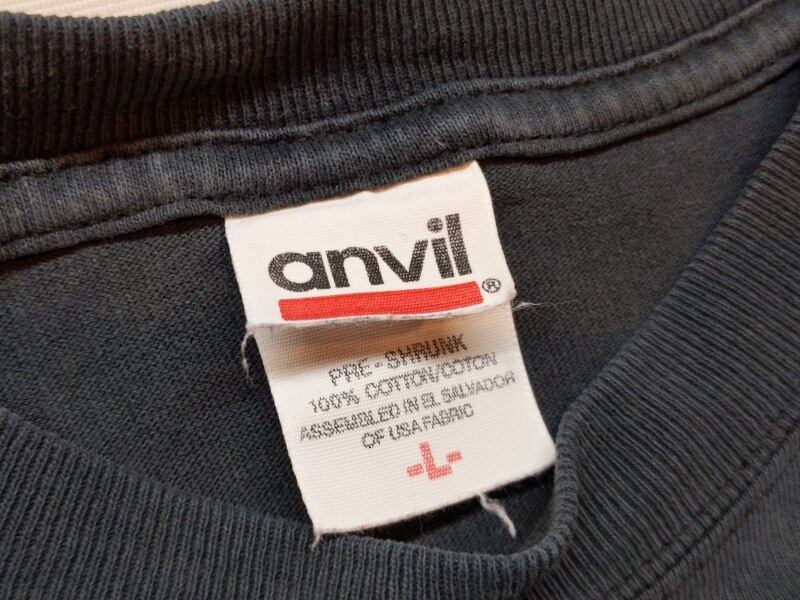 anvil®
PRE-SHRUNK
100% COTTON/COTON
ASSEMBLED IN EL SALVADOR
OF USA FABRIC
-L-